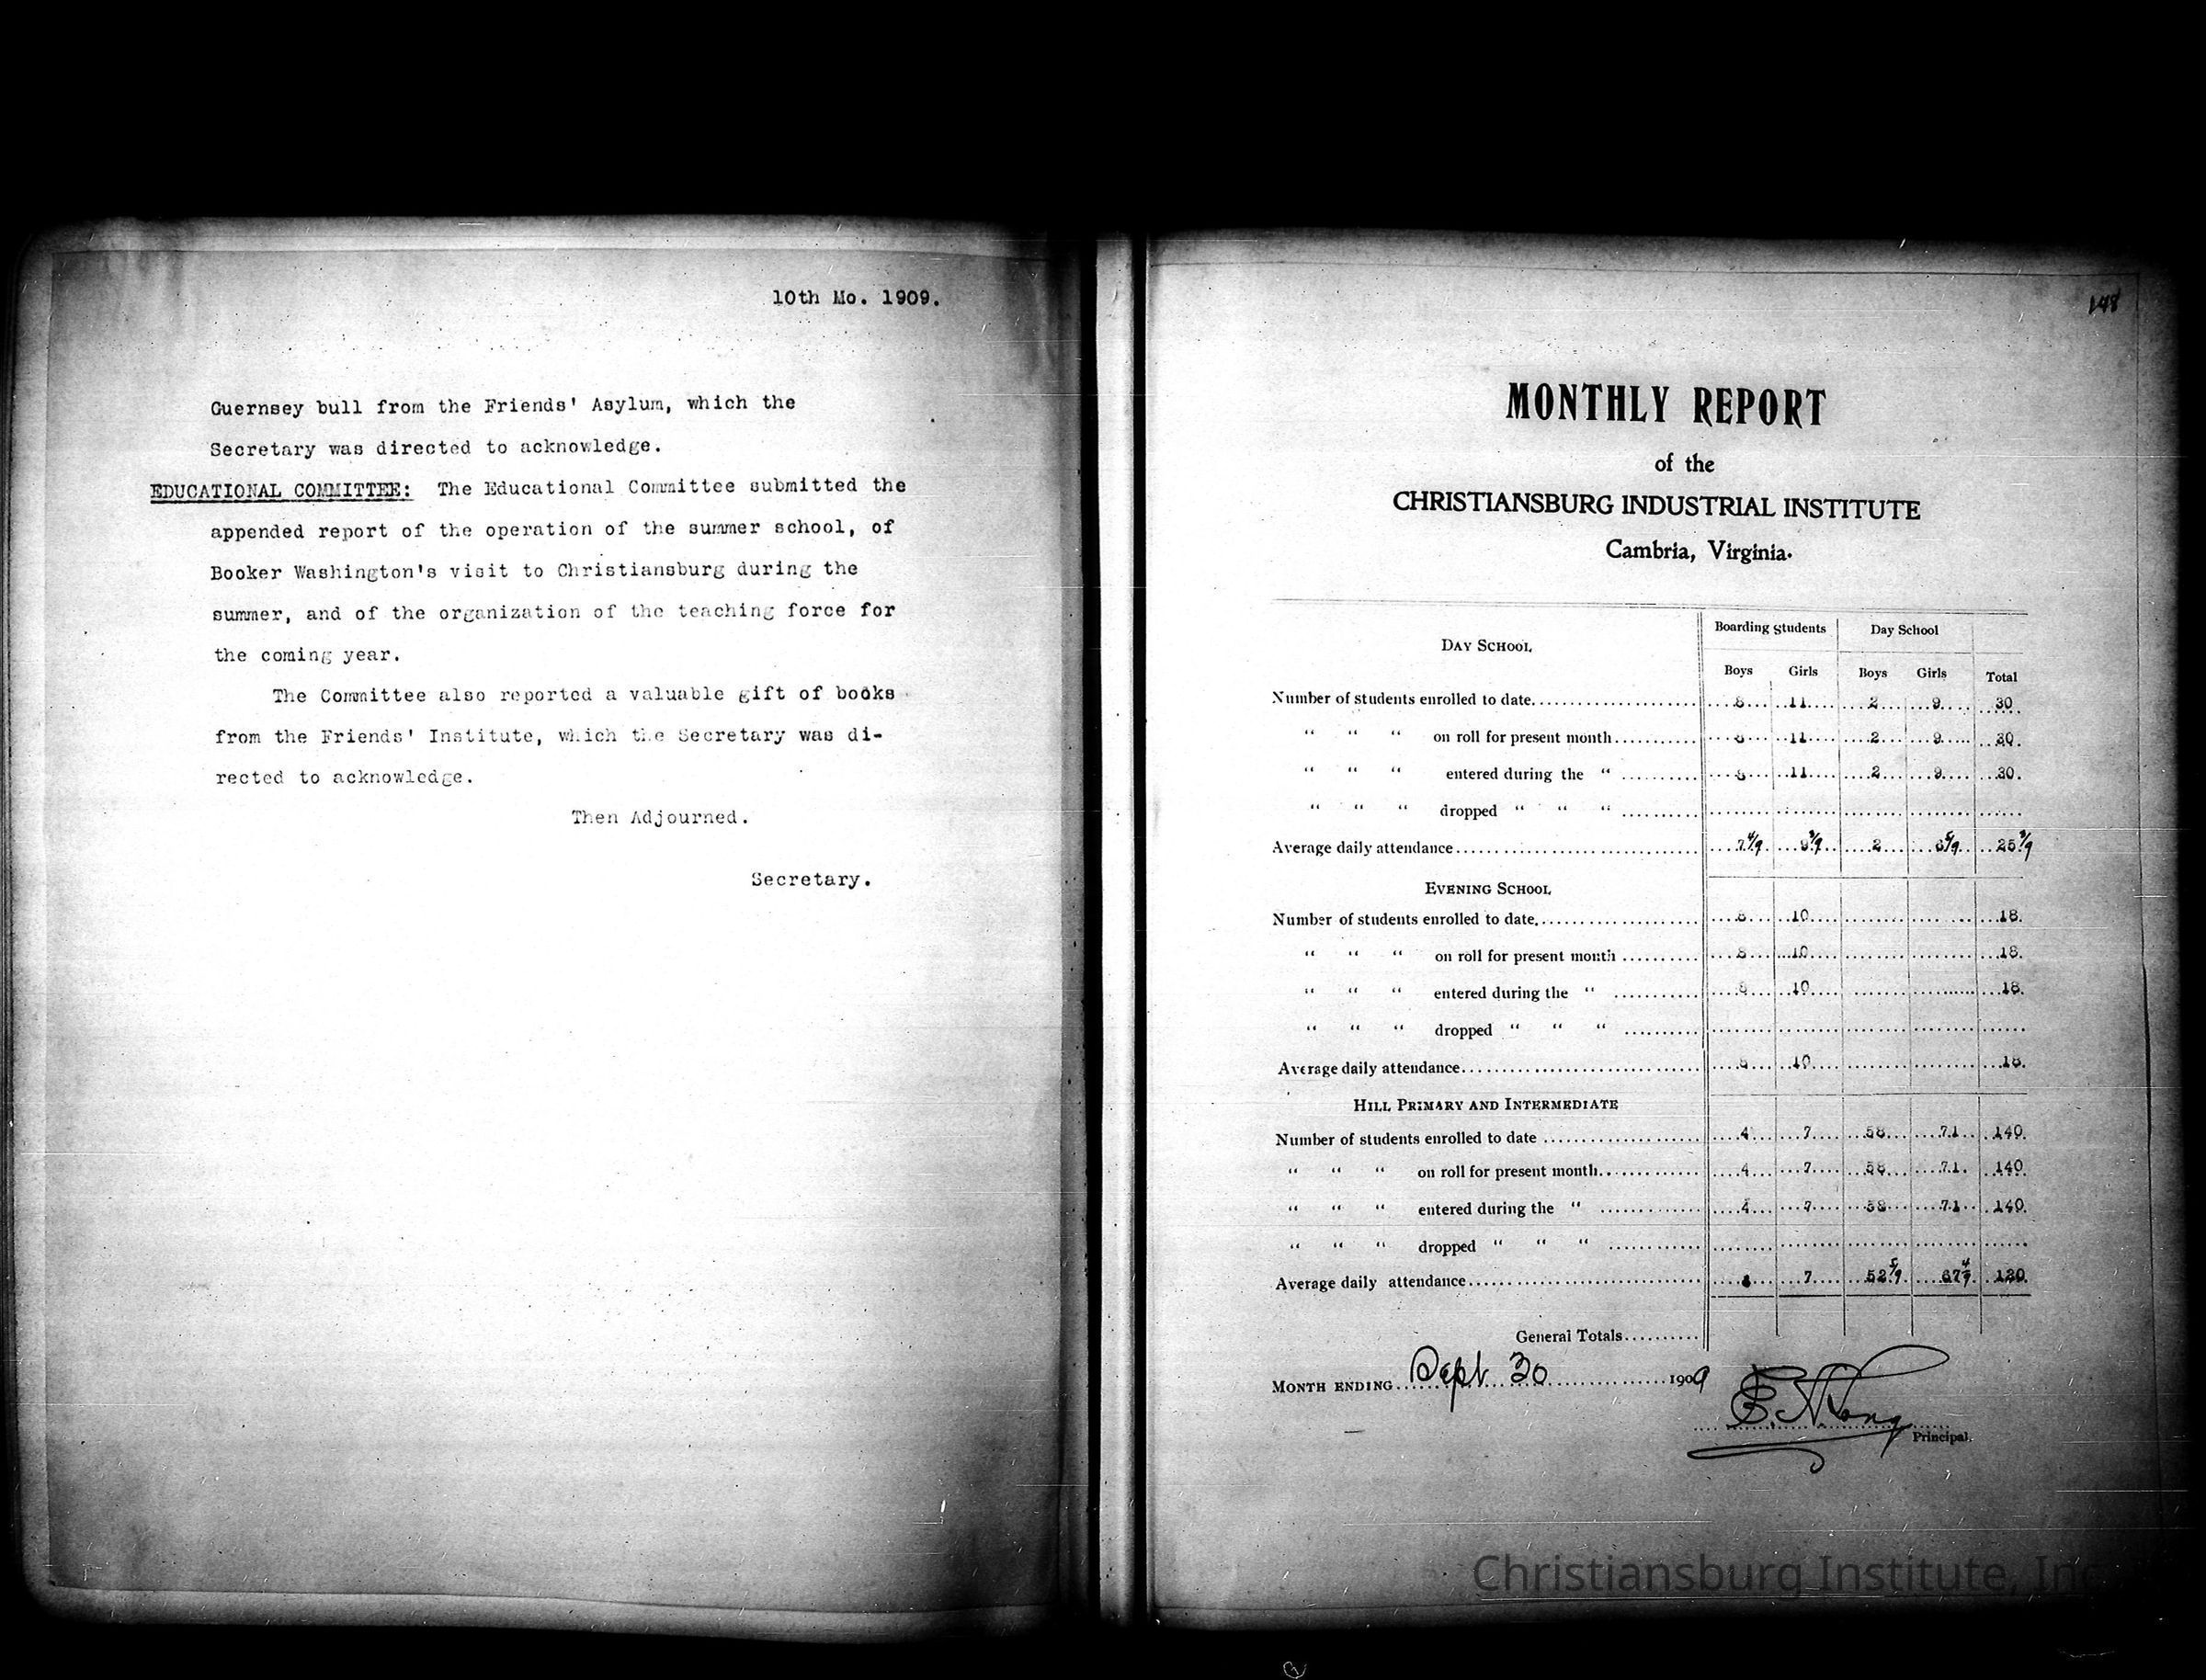 10th Mo. 1909.
Guernsey bull from the Friends' Asylum, which the
Secretary was directed to acknowledge.
EDUCATIONAL COMMITTEE: The Educational Committee submitted the
appended report of the operation of the summer school, of
Booker Washington's visit to Christiansburg during the
summer, and of the organization of the teaching force for
the coming year.
The Committee also reported a valuable gift of books
from the Friends' Institute, which the Secretary was di-
rected to acknowledge.
Then Adjourned.
Secretary.
148
MONTHLY REPORT
of the
CHRISTIANSBURG INDUSTRIAL INSTITUTE
Cambria, Virginia.
Boarding Students Day School
DAY SCHOOL
Boys Girls Boys Girls Total
Number of students enrolled to date 8 11 2 9 30
" " " on roll for present month 8 11 2 9 30.
" " " entered during the " 8 11 2 9 30.
" " " dropped " " "
Average daily attendance 7 4/9 2
EVENING SCHOOL
Number of students enrolled to date 8 10 18.
" " " on roll for present month 8 10 18.
" " " entered during the " 8 10 18.
" " " dropped " " "
Average daily attendance 8 10 18.
HILL PRIMARY AND INTERMEDIATE
Number of students enrolled to date 4 7 58 71 140.
" " " on roll for present month 4 7 58 71 140.
" " " entered during the " 4 7 58 71 140.
" " " dropped " " "
Average daily attendance 7 52 5/9
General Totals
MONTH ENDING Sept 30 1909
E. A. Long
Principal.
Christiansburg Institute, Inc